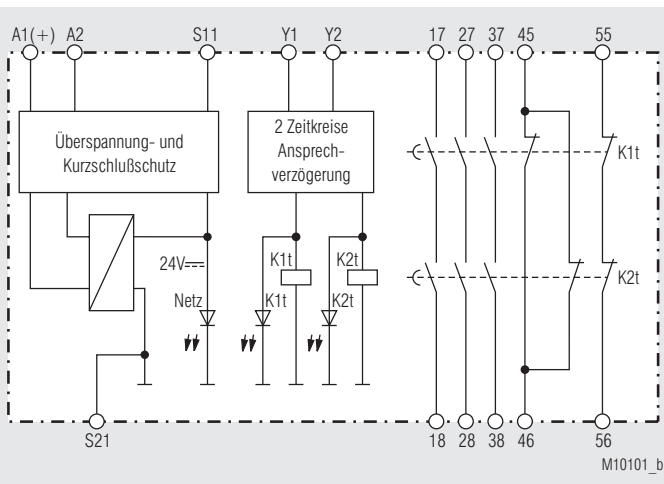 A1(+) A2 S11 Y1 Y2 17 27 37 45 55
Überspannung- und
Kurzschlußschutz
2 Zeitkreise
Ansprech-
verzögerung
K1t
24V
K1t K2t
K2t
Netz K1t K2t
S21 18 28 38 46 56
M10101_b